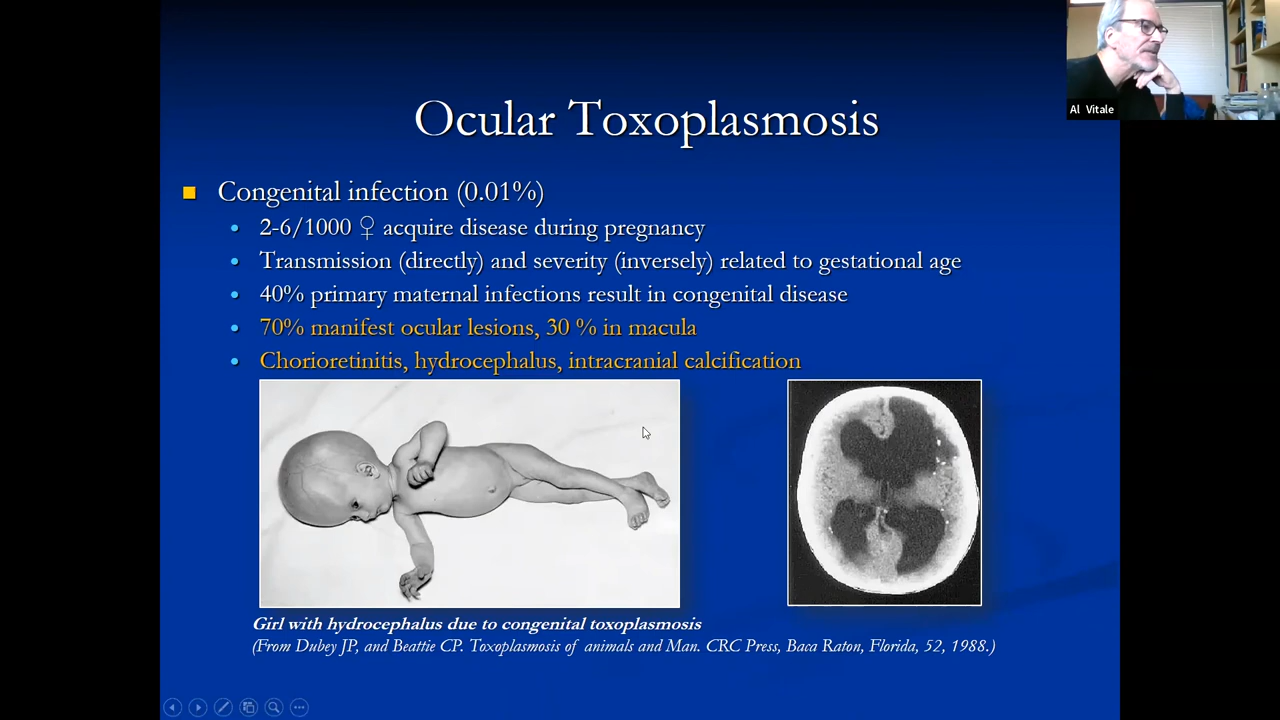 Al Vitale
Ocular Toxoplasmosis
Congenital infection (0.01%)
2-6/1000 ♀ acquire disease during pregnancy
Transmission (directly) and severity (inversely) related to gestational age
40% primary maternal infections result in congenital disease
70% manifest ocular lesions, 30 % in macula
Chorioretinitis, hydrocephalus, intracranial calcification
Girl with hydrocephalus due to congenital toxoplasmosis
(From Dubey JP, and Beattie CP. Toxoplasmosis of animals and Man. CRC Press, Baca Raton, Florida, 52, 1988.)